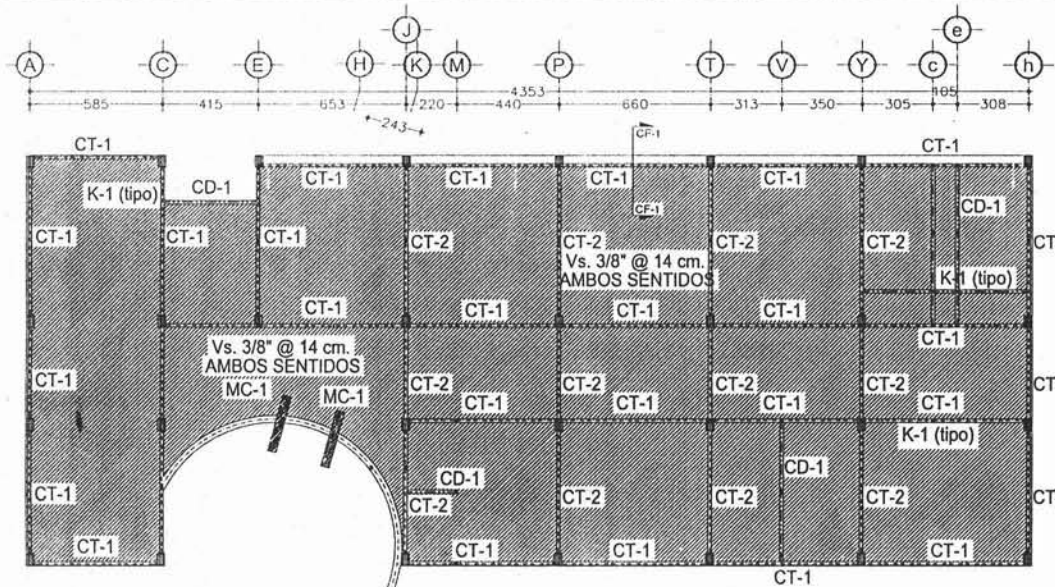 J e
A C E H K M P T V Y c h
4353 105
585 415 653 220 440 660 313 350 305 308
243
CF-1
CT-1 CT-1
K-1 (tipo) CD-1 CT-1 CT-1 CT-1 CT-1
CF-1 CD-1
CT-1 CT-1 CT-1 CT-2 CT-2 CT-2 CT-2 CT
Vs. 3/8" @ 14 cm.
AMBOS SENTIDOS
K-1 (tipo)
CT-1 CT-1 CT-1 CT-1
CT-1
Vs. 3/8" @ 14 cm.
AMBOS SENTIDOS
CT-1 MC-1 MC-1 CT-2 CT-2 CT-2 CT-2 CT
CT-1 CT-1 CT-1 CT-1
K-1 (tipo)
CT-1 CD-1 CT-2 CT-2 CD-1 CT-2 CT
CT-2
CT-1 CT-1 CT-1 CT-1
CT-1